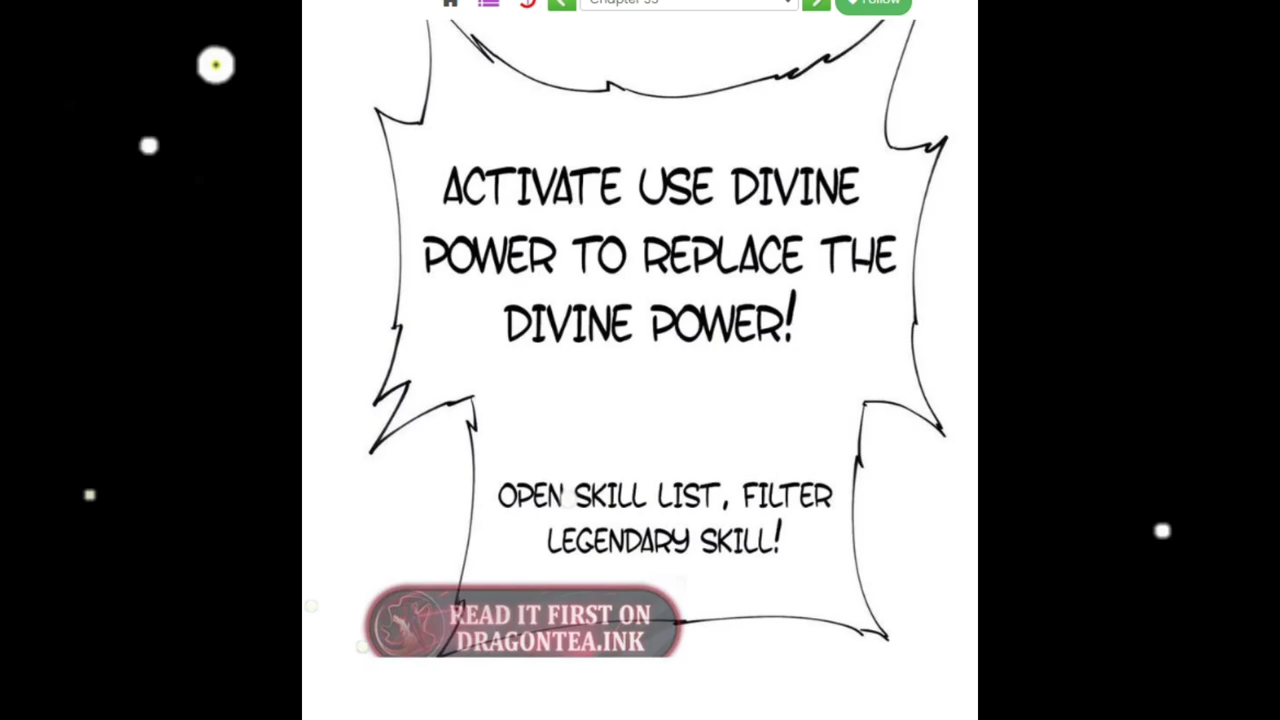 Follow
ACTIVATE USE DIVINE
POWER TO REPLACE THE
DIVINE POWER!
OPEN SKILL LIST, FILTER
LEGENDARY SKILL!
READ IT FIRST ON
DRAGONTEA.INK